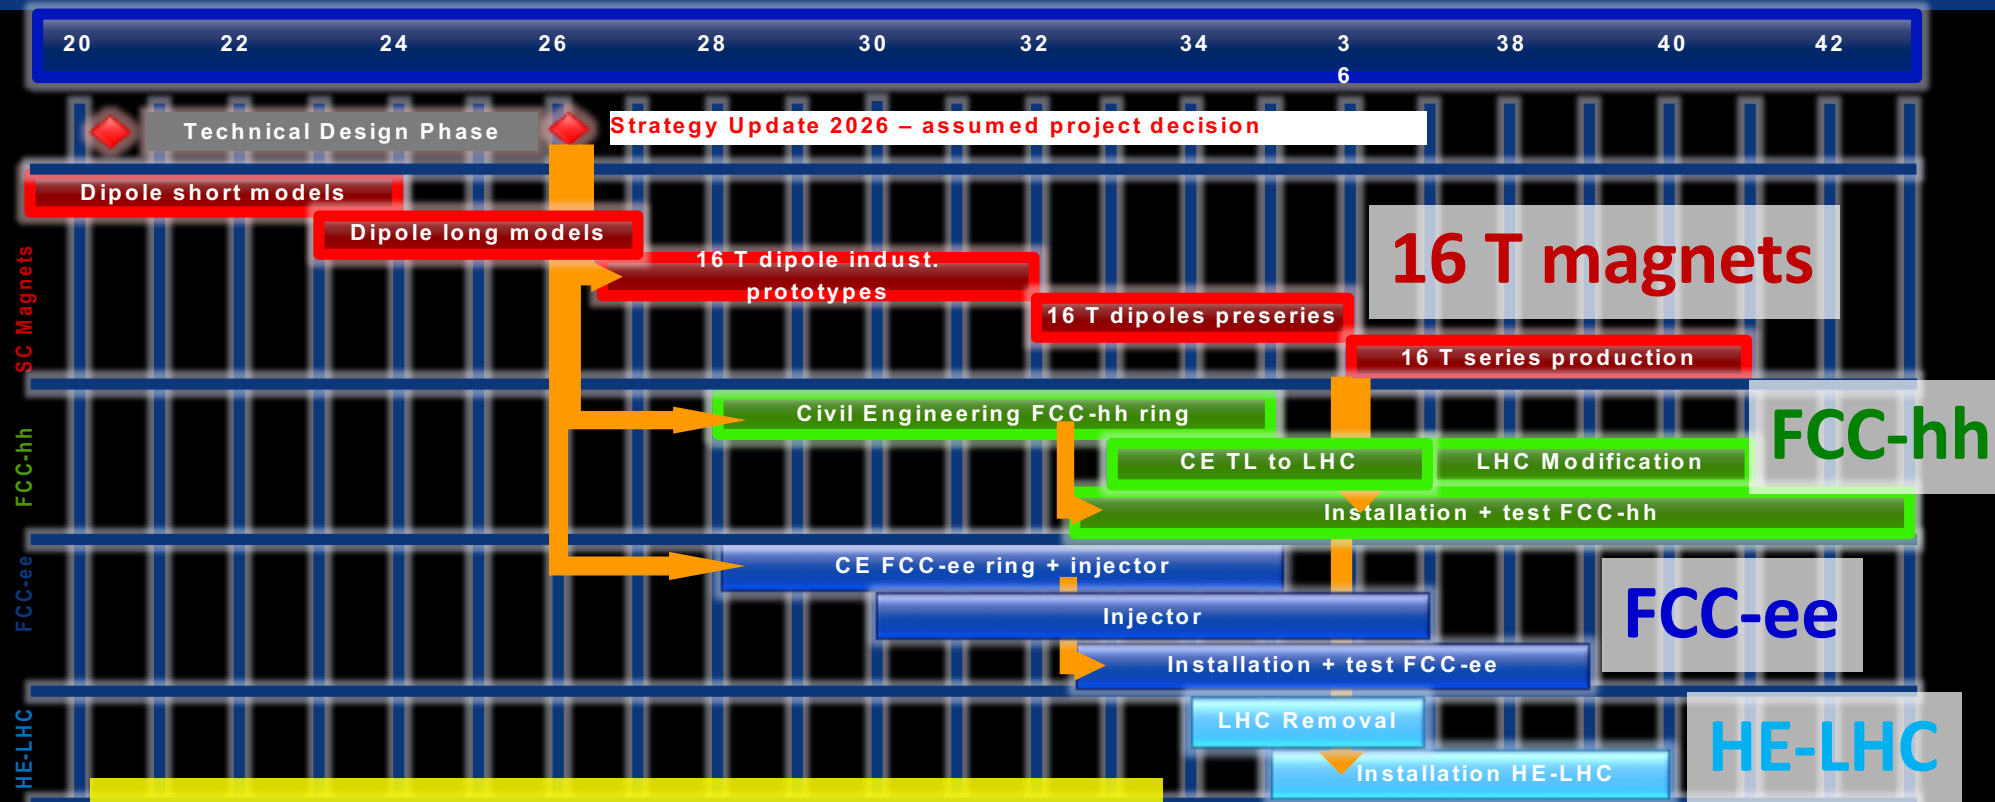 20 22 24 26 28 30 32 34 36 38 40 42
Technical Design Phase
Strategy Update 2026 – assumed project decision
Dipole short models
Dipole long models
16 T dipole indust.
prototypes
16 T dipoles preseries
16 T series production
16 T magnets
SC Magnets
Civil Engineering FCC-hh ring
CE TL to LHC
LHC Modification
Installation + test FCC-hh
FCC-hh
FCC-hh
CE FCC-ee ring + injector
Injector
Installation + test FCC-ee
FCC-ee
FCC-ee
LHC Removal
Installation HE-LHC
HE-LHC
HE-LHC